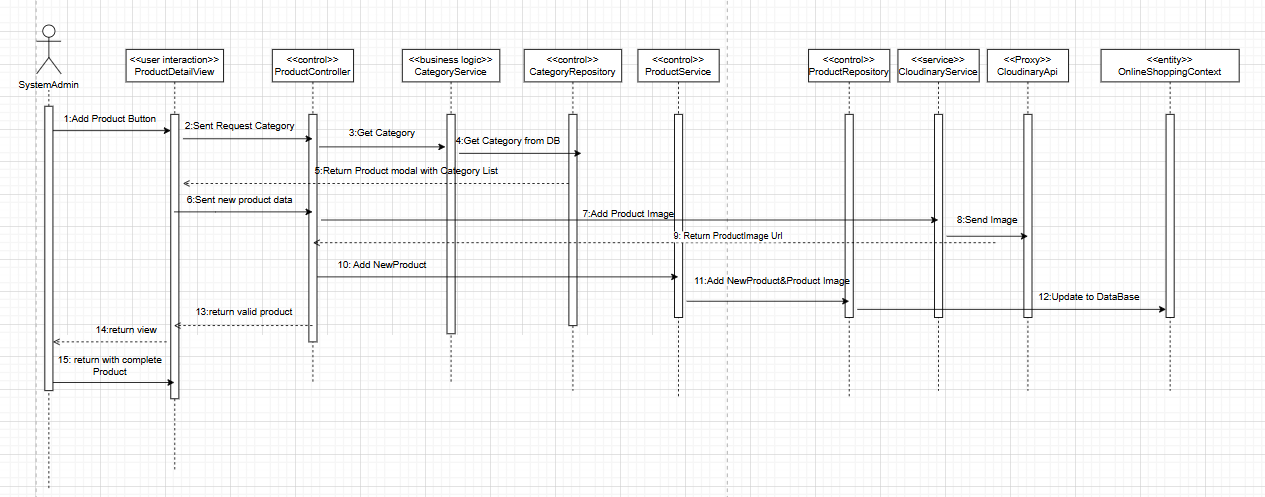 SystemAdmin
<<user interaction>>
ProductDetailView
<<control>>
ProductController
<<business logic>>
CategoryService
<<control>>
CategoryRepository
<<control>>
ProductService
<<control>>
ProductRepository
<<service>>
CloudinaryService
<<Proxy>>
CloudinaryApi
<<entity>>
OnlineShoppingContext
1:Add Product Button
2:Sent Request Category
3:Get Category
4:Get Category from DB
5:Return Product modal with Category List
6:Sent new product data
7:Add Product Image
8:Send Image
9: Return ProductImage Url
10: Add NewProduct
11:Add NewProduct&Product Image
12:Update to DataBase
13:return valid product
14:return view
15: return with complete
Product